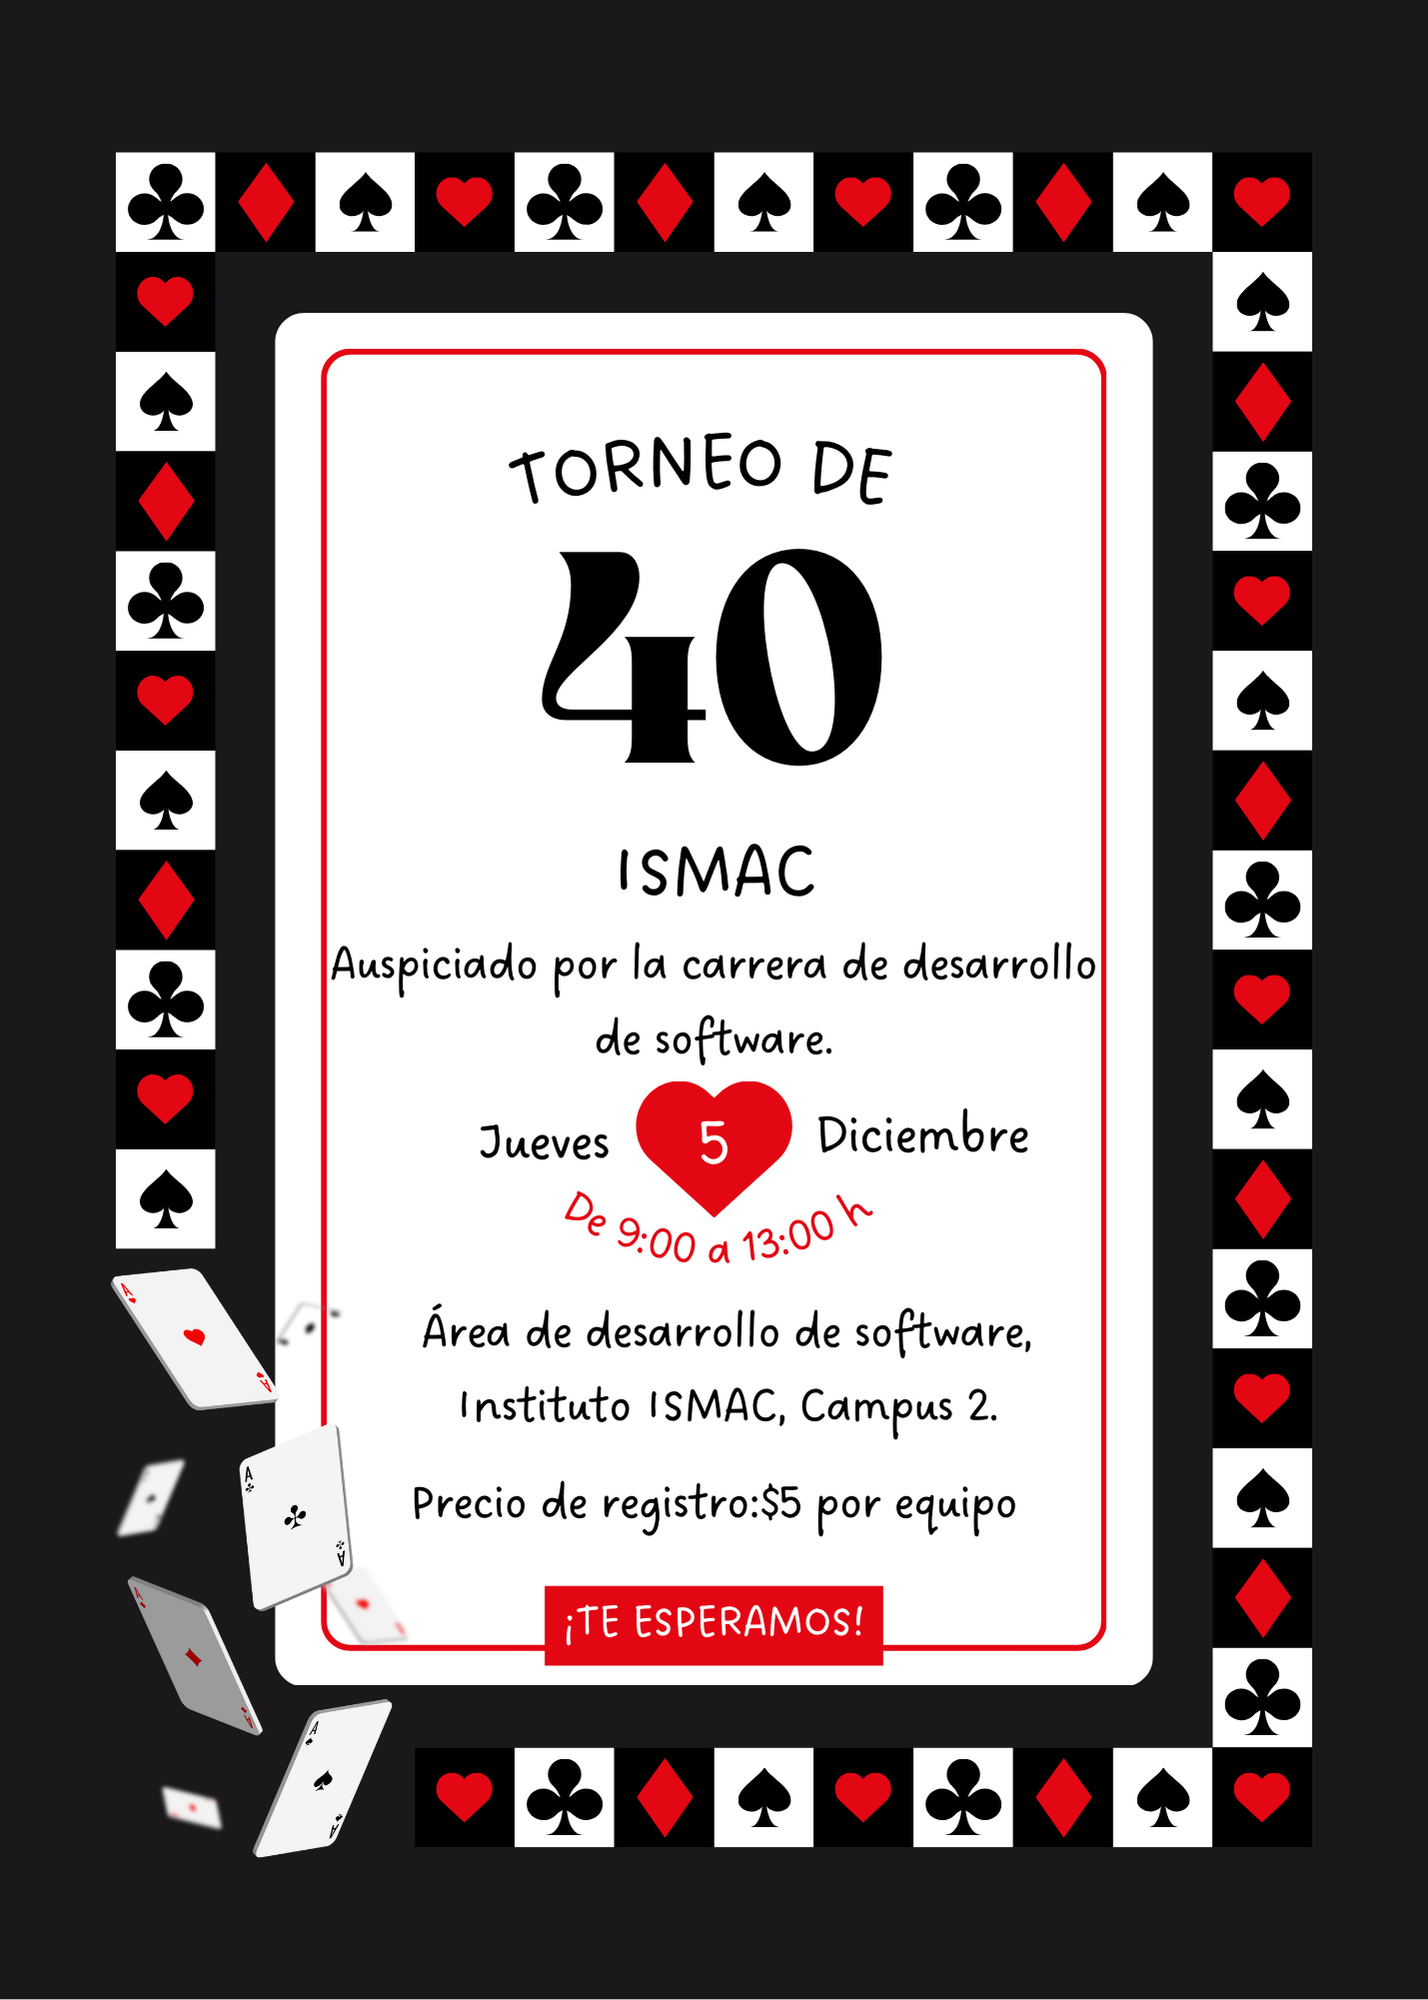 TORNEO DE
40
ISMAC
Auspiciado por la carrera de desarrollo
de software.
Jueves 5 Diciembre
De 9:00 a 13:00 h
Área de desarrollo de software,
Instituto ISMAC, Campus 2.
Precio de registro:$5 por equipo
¡TE ESPERAMOS!
A
A
A
A
A
A
A
A